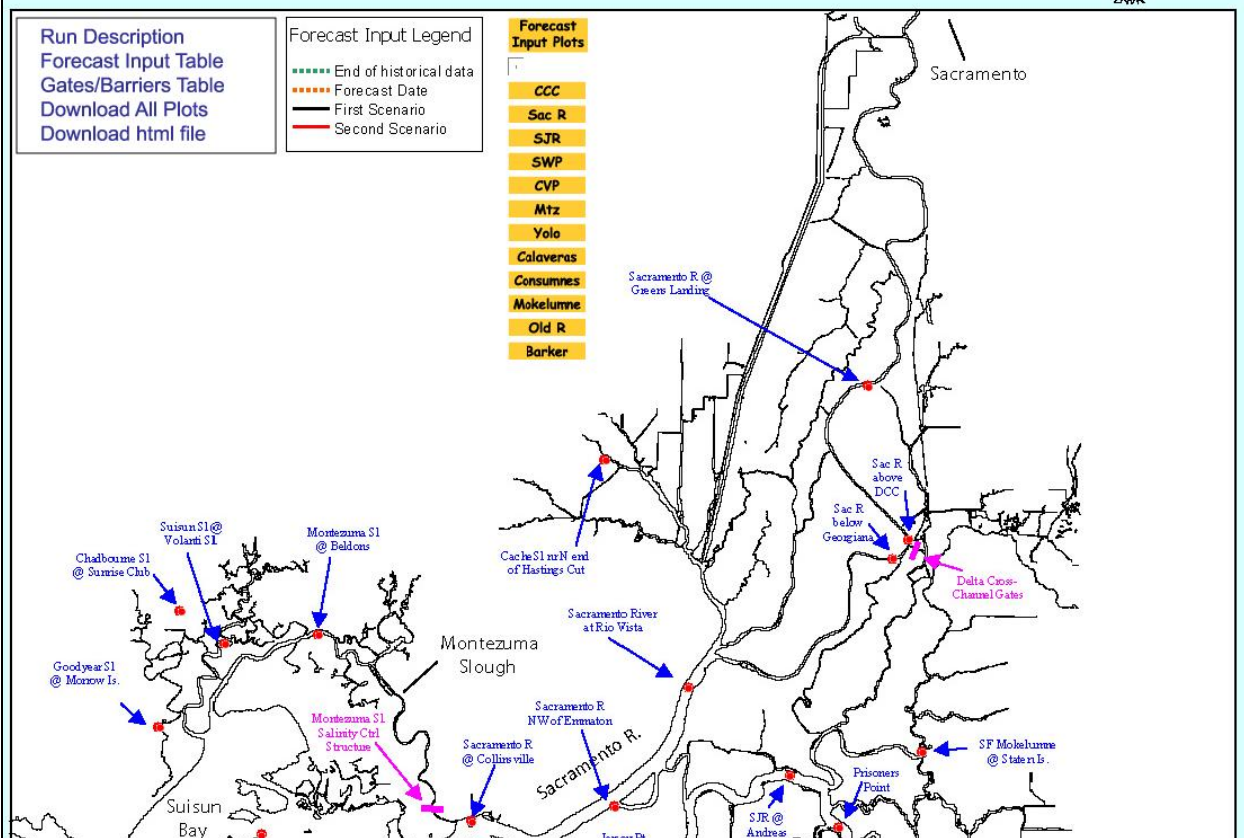 Run Description
Forecast Input Table
Gates/Barriers Table
Download All Plots
Download html file
Forecast Input Legend
End of historical data
Forecast Date
First Scenario
Second Scenario
Forecast
Input Plots
CCC
Sac R
SJR
SWP
CVP
Mtz
Yolo
Calaveras
Consumnes
Mokelumne
Old R
Barker
Sacramento
Sacramento R @
Greens Landing
Sac R
above
DCC
Sac R
below
Georgiana
Delta Cross-
Channel Gates
Cache Sl nr N end
of Hastings Cut
Suisun Sl @
Volanti Sl.
Montezuma Sl
@ Beldons
Chadbourne Sl
@ Sunrise Club
Goodyear Sl
@ Morrow Is.
Montezuma
Slough
Montezuma Sl.
Salinity Ctrl
Structure
Sacramento River
at Rio Vista
Sacramento R
NW of Emmaton
Sacramento R
@ Collinsville
Sacramento R.
SF Mokelumne
@ Staten Is.
Prisoners
Point
SJR @
Andreas
Suisun
Bay